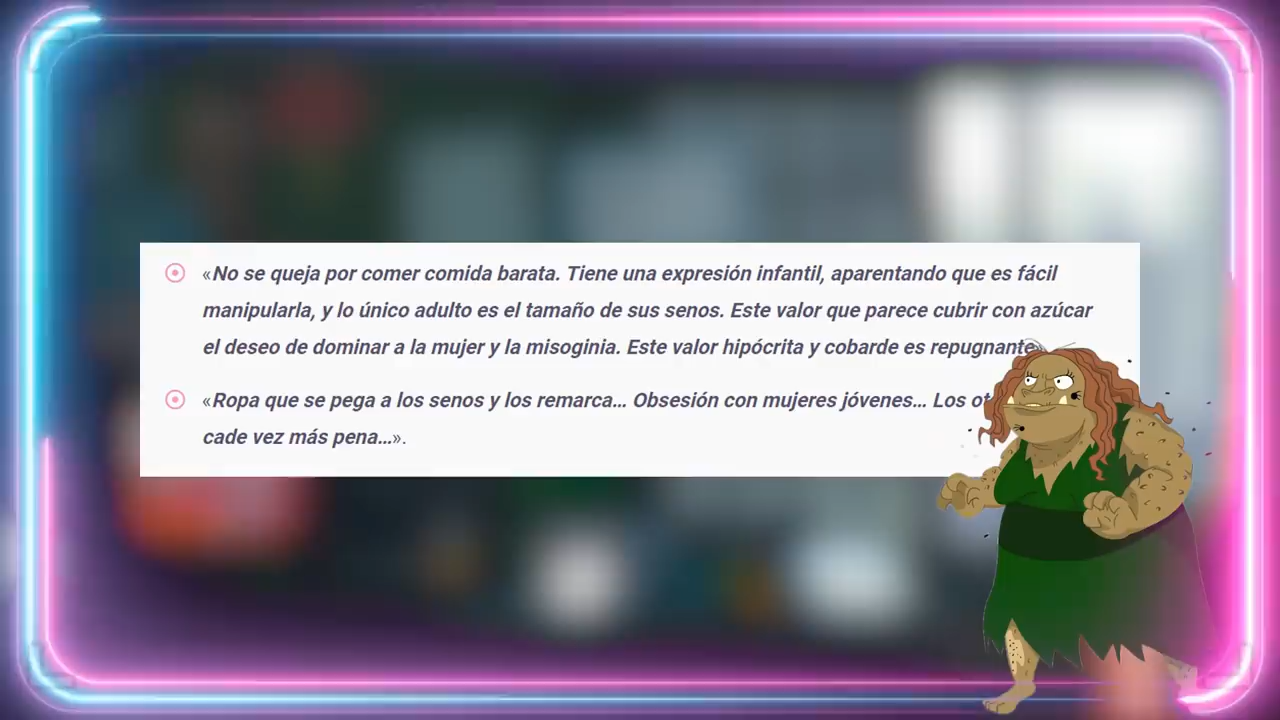 «No se queja por comer comida barata. Tiene una expresión infantil, aparentando que es fácil
manipularla, y lo único adulto es el tamaño de sus senos. Este valor que parece cubrir con azúcar
el deseo de dominar a la mujer y la misoginia. Este valor hipócrita y cobarde es repugnante»
«Ropa que se pega a los senos y los remarca... Obsesión con mujeres jóvenes... Los
cade vez más pena...».